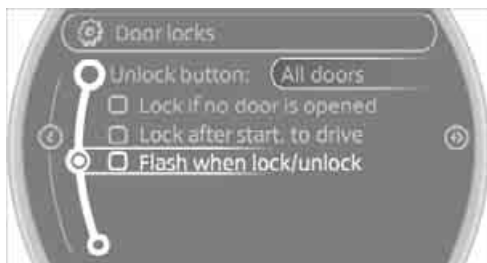 Door locks
Unlock button: All doors
Lock if no door is opened
Lock after start. to drive
Flash when lock/unlock